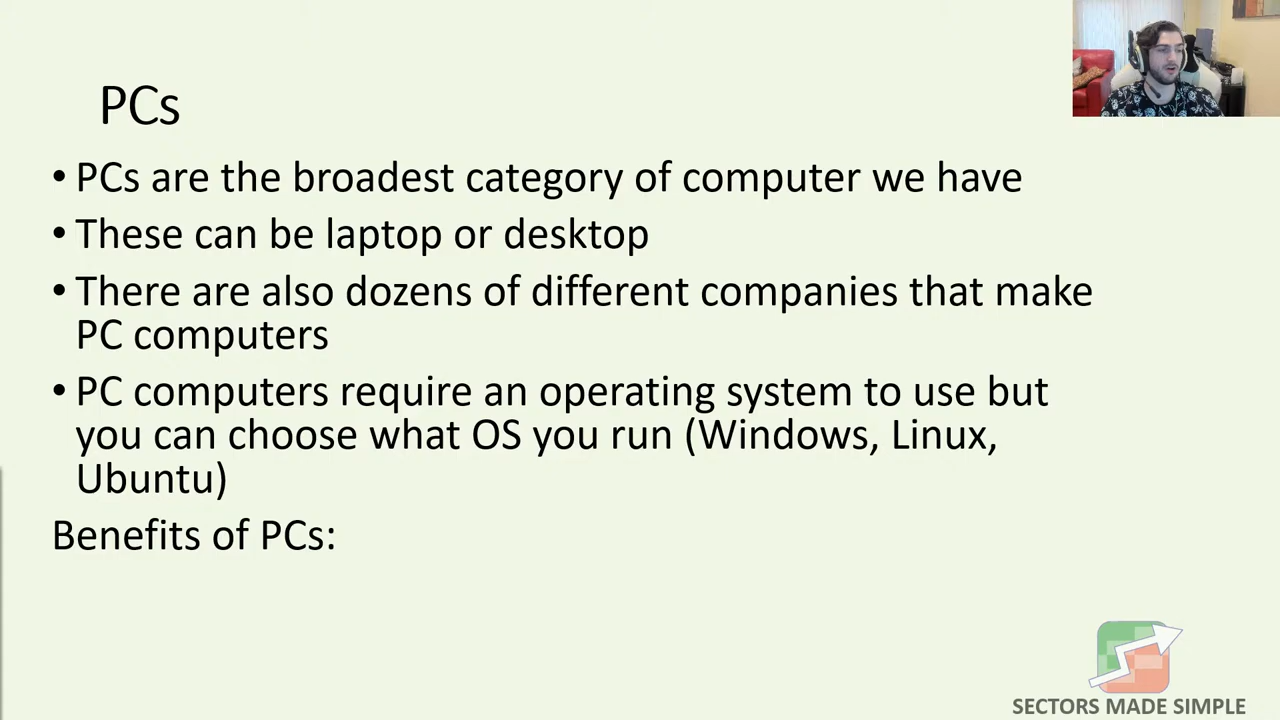 PCs
• PCs are the broadest category of computer we have
• These can be laptop or desktop
• There are also dozens of different companies that make
PC computers
• PC computers require an operating system to use but
you can choose what OS you run (Windows, Linux,
Ubuntu)
Benefits of PCs:
SECTORS MADE SIMPLE